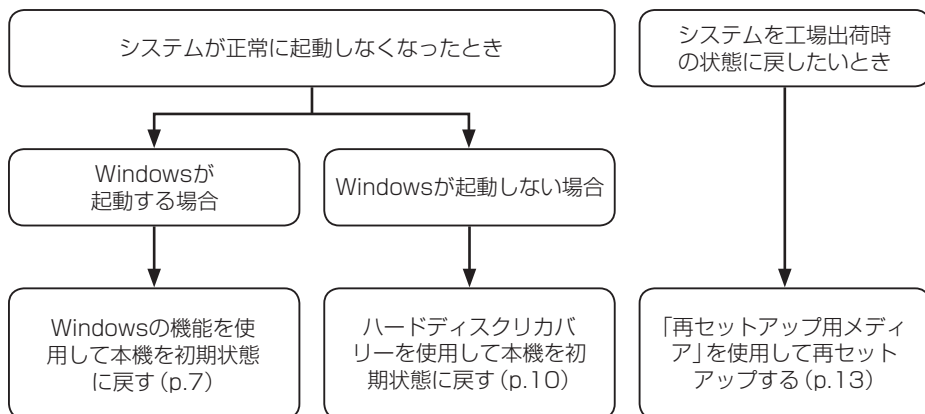 システムが正常に起動しなくなったとき
システムを工場出荷時
の状態に戻したいとき
Windowsが
起動する場合
Windowsが起動しない場合
Windowsの機能を使
用して本機を初期状態
に戻す（p.7）
ハードディスクリカバ
リーを使用して本機を初
期状態に戻す（p.10）
「再セットアップ用メディ
ア」を使用して再セット
アップする（p.13）